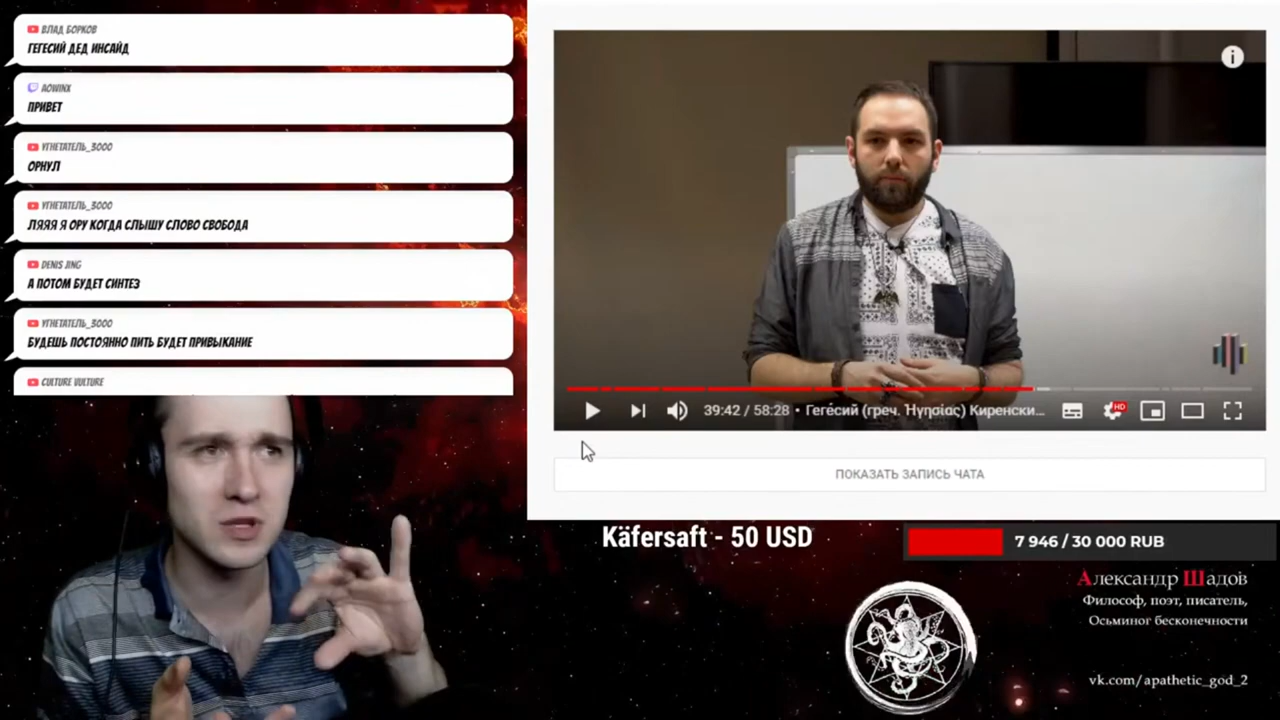 ВЛАД БОРКОВ
ГЕГЕСИЙ ДЕД ИНСАЙД
AOWINX
ПРИВЕТ
УГНЕТАТЕЛЬ_3000
ОРНУЛ
УГНЕТАТЕЛЬ_3000
ЛЯЯЯ Я ОРУ КОГДА СЛЫШУ СЛОВО СВОБОДА
DENIS JING
А ПОТОМ БУДЕТ СИНТЕЗ
УГНЕТАТЕЛЬ_3000
БУДЕШЬ ПОСТОЯННО ПИТЬ БУДЕТ ПРИВЫКАНИЕ
CULTURE VULTURE
39:42 / 58:28 • Геге́сий (греч. Ἡγησίας) Киренски...
HD
ПОКАЗАТЬ ЗАПИСЬ ЧАТА
Käfersaft - 50 USD
7 946 / 30 000 RUB
Александр Шадов
Философ, поэт, писатель,
Осьминог бесконечности
vk.com/apathetic_god_2